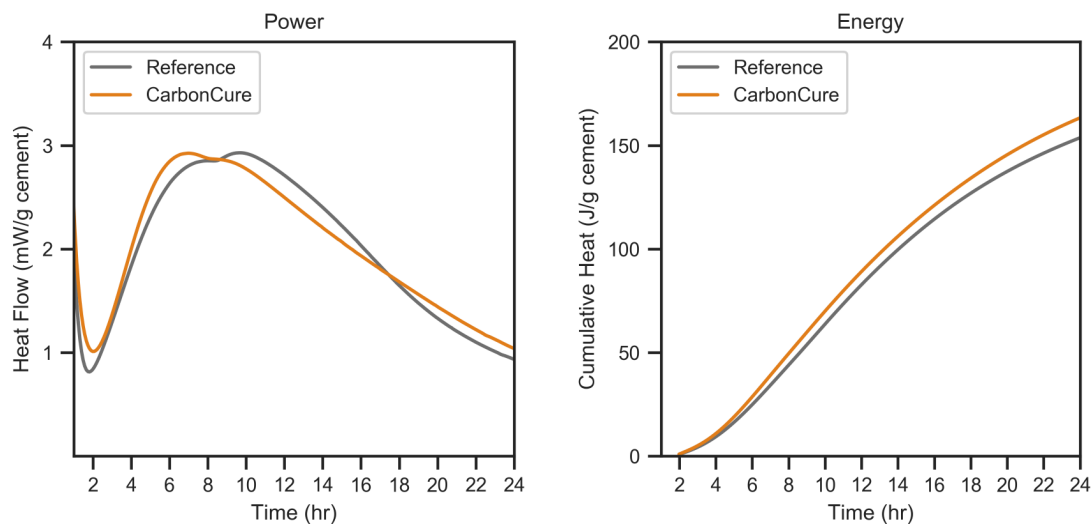 Power
4
3
2
1
Heat Flow (mW/g cement)
Reference
CarbonCure
2 4 6 8 10 12 14 16 18 20 22 24
Time (hr)
Energy
200
150
100
50
0
Cumulative Heat (J/g cement)
Reference
CarbonCure
2 4 6 8 10 12 14 16 18 20 22 24
Time (hr)